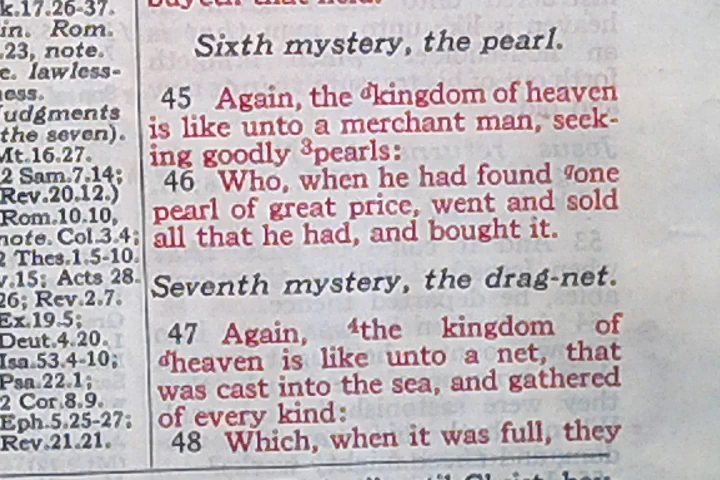 k.17.26-37.
in. Rom.
.23, note.
e. lawless-
ness.
Judgments
the seven).
Mt.16.27.
2 Sam.7.14;
Rev.20.12.)
Rom.10.10,
note. Col.3.4;
2 Thes.1.5-10.
v.15; Acts 28.
26; Rev.2.7.
Ex.19.5;
Deut.4.20.
Isa.53.4-10;
Psa.22.1;
2 Cor.8.9.
Eph.5.25-27;
Rev.21.21.
Sixth mystery, the pearl.
45 Again, the dkingdom of heaven
is like unto a merchant man, seek-
ing goodly 3pearls:
46 Who, when he had found qone
pearl of great price, went and sold
all that he had, and bought it.
Seventh mystery, the drag-net.
47 Again, 4the kingdom of
dheaven is like unto a net, that
was cast into the sea, and gathered
of every kind:
48 Which, when it was full, they